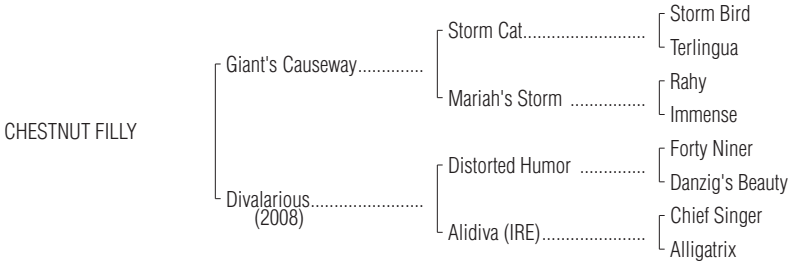 Storm Bird
Storm Cat........................
Terlingua
Giant's Causeway..............
Rahy
Mariah's Storm ................
Immense
CHESTNUT FILLY
Forty Niner
Distorted Humor ..............
Danzig's Beauty
Divalarious.......................
(2008)
Chief Singer
Alidiva (IRE)......................
Alligatrix